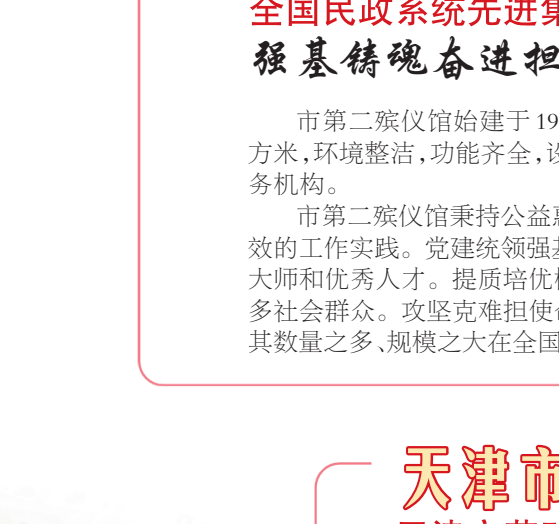 全国民政系统先进集
强基铸魂奋进担
市第二殡仪馆始建于19
方米,环境整洁,功能齐全,设
务机构。
市第二殡仪馆秉持公益惠
效的工作实践。党建统领强基
大师和优秀人才。提质培优
多社会群众。攻坚克难担使命
其数量之多、规模之大在全国
天津市